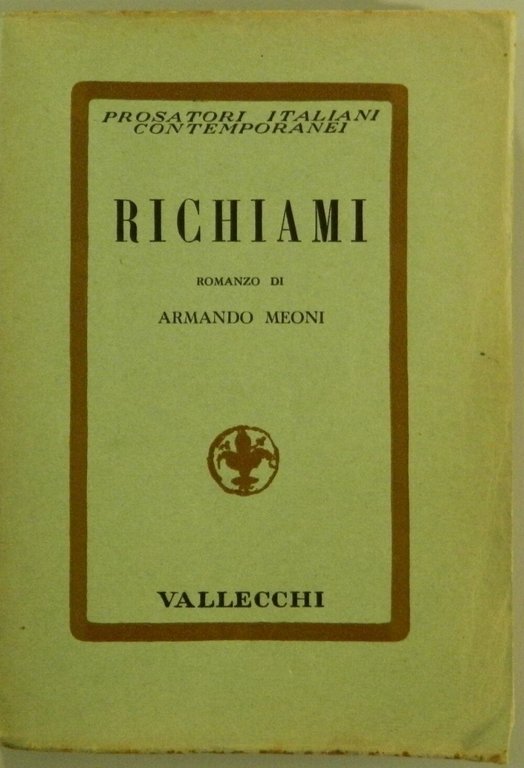 PROSATORI ITALIANI
CONTEMPORANEI
RICHIAMI
ROMANZO DI
ARMANDO MEONI
VALLECCHI